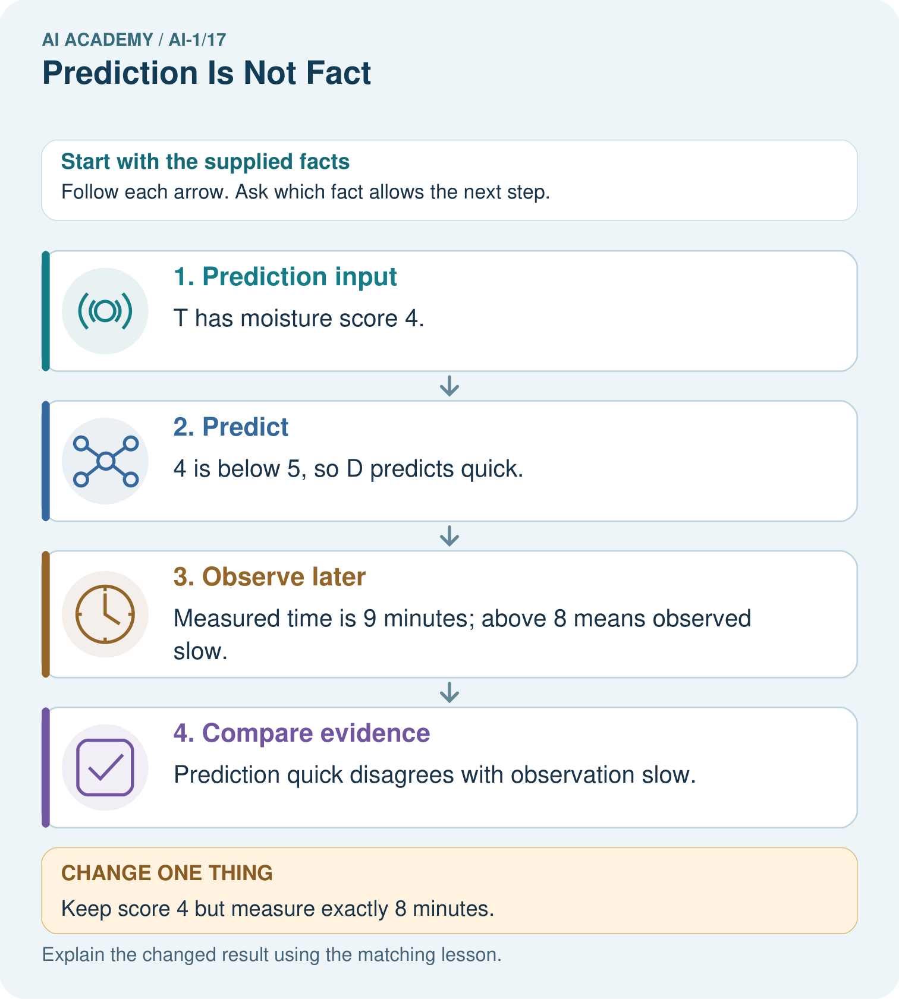 AI ACADEMY / AI-1/17
Prediction Is Not Fact
Start with the supplied facts
Follow each arrow. Ask which fact allows the next step.
1. Prediction input
T has moisture score 4.
2. Predict
4 is below 5, so D predicts quick.
3. Observe later
Measured time is 9 minutes; above 8 means observed
slow.
4. Compare evidence
Prediction quick disagrees with observation slow.
CHANGE ONE THING
Keep score 4 but measure exactly 8 minutes.
Explain the changed result using the matching lesson.